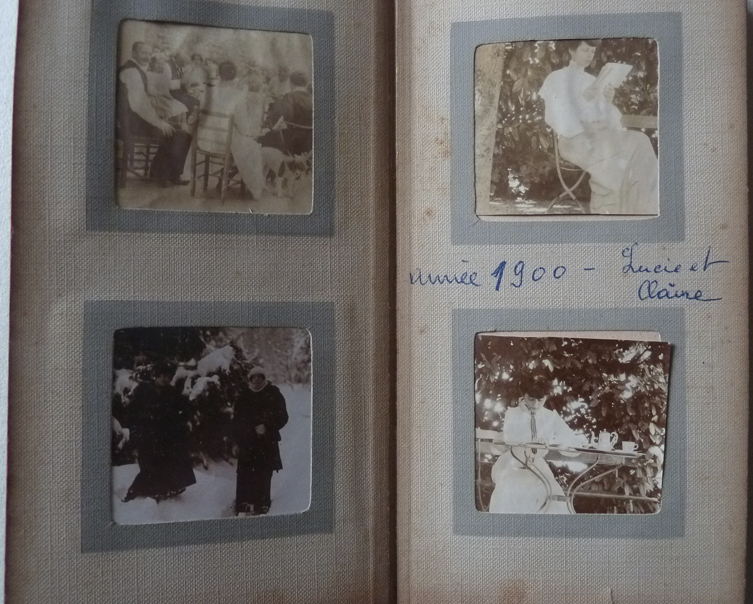 année 1900 - Lucie et
Claire